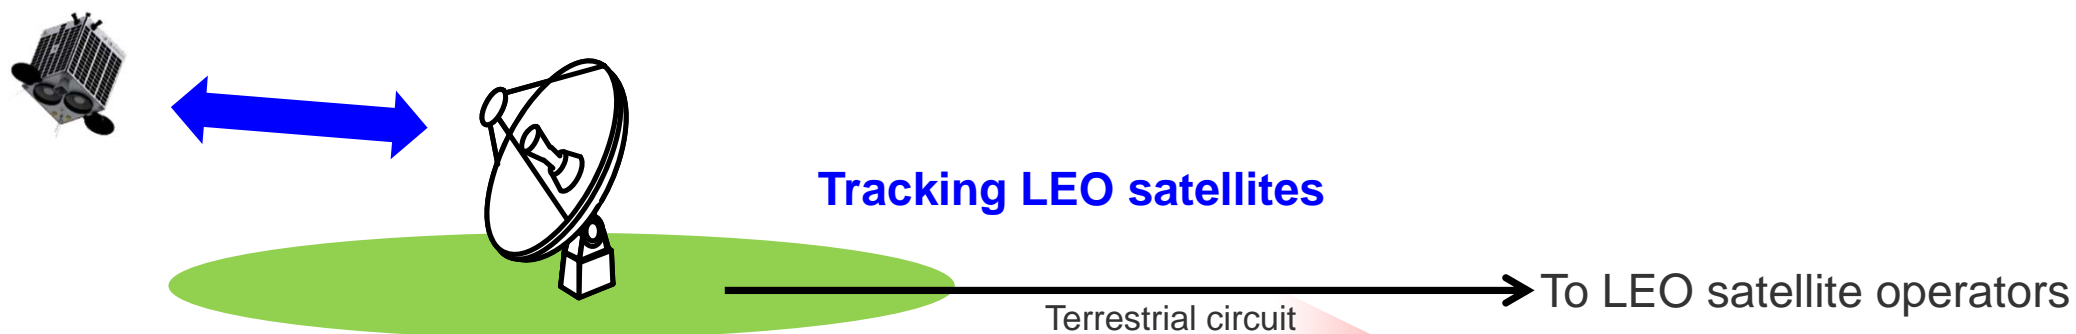 Tracking LEO satellites
To LEO satellite operators
Terrestrial circuit